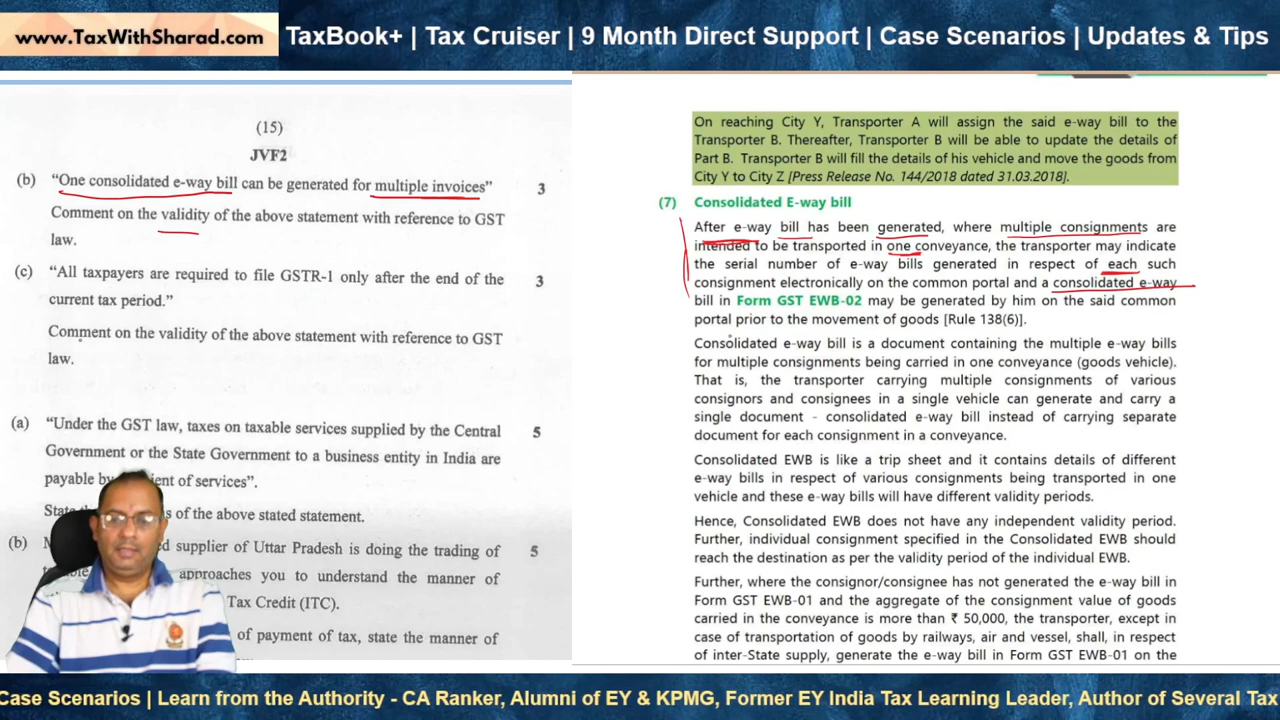 www.TaxWithSharad.com
TaxBook+ | Tax Cruiser | 9 Month Direct Support | Case Scenarios | Updates & Tips
(15)
JVF2
(b) "One consolidated e-way bill can be generated for multiple invoices" 3
Comment on the validity of the above statement with reference to GST
law.
(c) "All taxpayers are required to file GSTR-1 only after the end of the 3
current tax period."
Comment on the validity of the above statement with reference to GST
law.
(a) "Under the GST law, taxes on taxable services supplied by the Central 5
Government or the State Government to a business entity in India are
payable by ient of services".
s of the above stated statement.
(b) d supplier of Uttar Pradesh is doing the trading of 5
approaches you to understand the manner of
Tax Credit (ITC).
of payment of tax, state the manner of
On reaching City Y, Transporter A will assign the said e-way bill to the
Transporter B. Thereafter, Transporter B will be able to update the details of
Part B. Transporter B will fill the details of his vehicle and move the goods from
City Y to City Z [Press Release No. 144/2018 dated 31.03.2018].
(7) Consolidated E-way bill
After e-way bill has been generated, where multiple consignments are
intended to be transported in one conveyance, the transporter may indicate
the serial number of e-way bills generated in respect of each such
consignment electronically on the common portal and a consolidated e-way
bill in Form GST EWB-02 may be generated by him on the said common
portal prior to the movement of goods [Rule 138(6)].
Consolidated e-way bill is a document containing the multiple e-way bills
for multiple consignments being carried in one conveyance (goods vehicle).
That is, the transporter carrying multiple consignments of various
consignors and consignees in a single vehicle can generate and carry a
single document - consolidated e-way bill instead of carrying separate
document for each consignment in a conveyance.
Consolidated EWB is like a trip sheet and it contains details of different
e-way bills in respect of various consignments being transported in one
vehicle and these e-way bills will have different validity periods.
Hence, Consolidated EWB does not have any independent validity period.
Further, individual consignment specified in the Consolidated EWB should
reach the destination as per the validity period of the individual EWB.
Further, where the consignor/consignee has not generated the e-way bill in
Form GST EWB-01 and the aggregate of the consignment value of goods
carried in the conveyance is more than ₹ 50,000, the transporter, except in
case of transportation of goods by railways, air and vessel, shall, in respect
of inter-State supply, generate the e-way bill in Form GST EWB-01 on the
Case Scenarios | Learn from the Authority - CA Ranker, Alumni of EY & KPMG, Former EY India Tax Learning Leader, Author of Several Tax